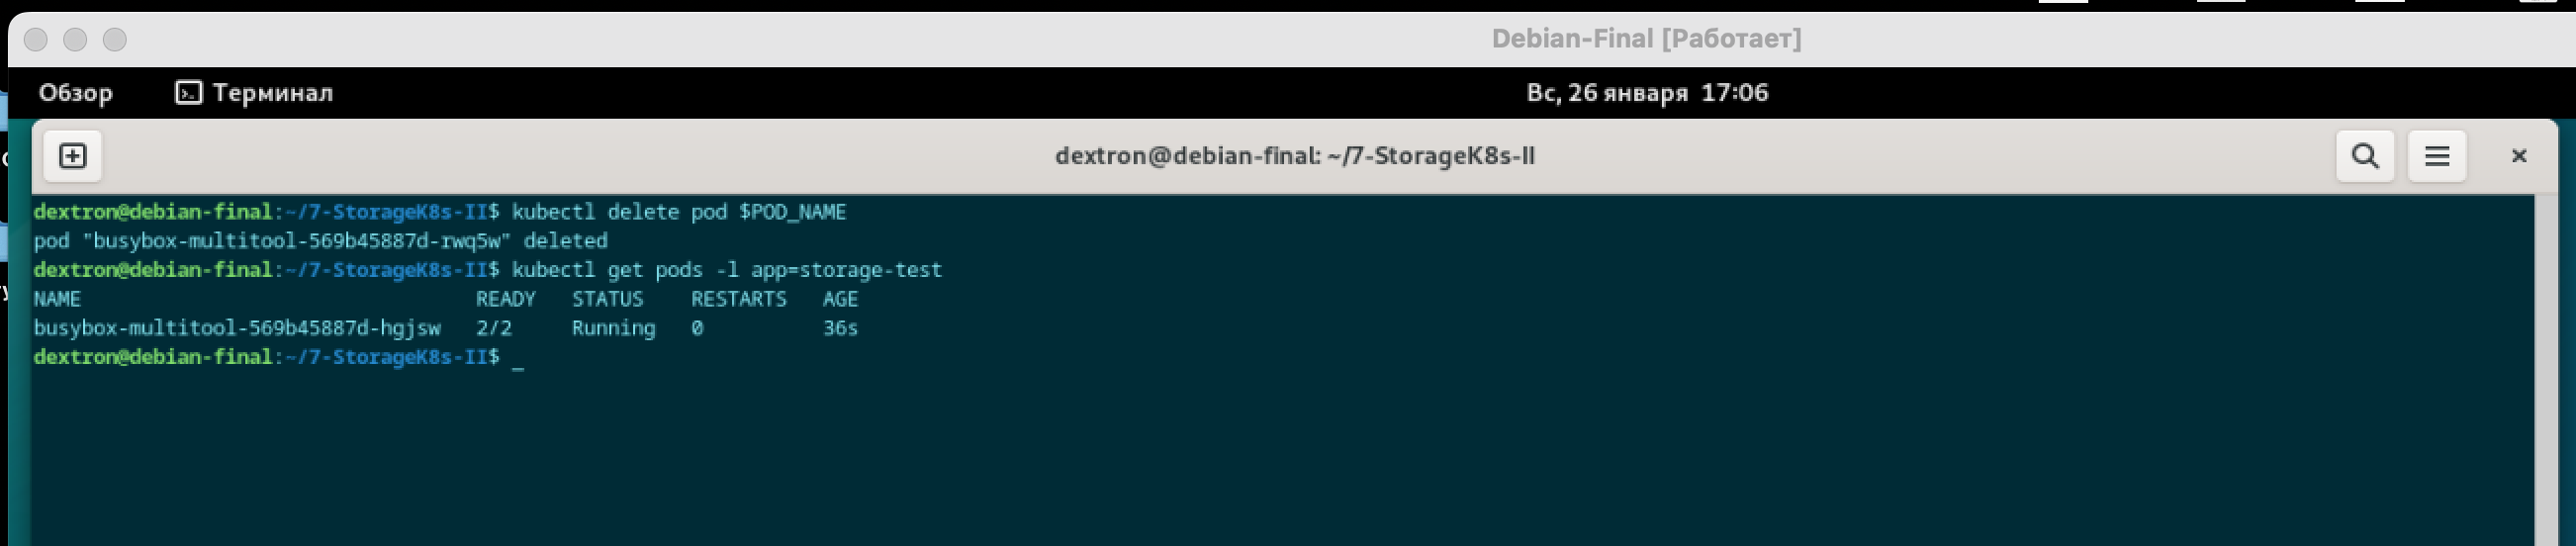 Debian-Final [Работает]
Обзор Терминал Вс, 26 января 17:06
dextron@debian-final: ~/7-StorageK8s-II
dextron@debian-final:~/7-StorageK8s-II$ kubectl delete pod $POD_NAME
pod "busybox-multitool-569b45887d-rwq5w" deleted
dextron@debian-final:~/7-StorageK8s-II$ kubectl get pods -l app=storage-test
NAME READY STATUS RESTARTS AGE
busybox-multitool-569b45887d-hgjsw 2/2 Running 0 36s
dextron@debian-final:~/7-StorageK8s-II$ _